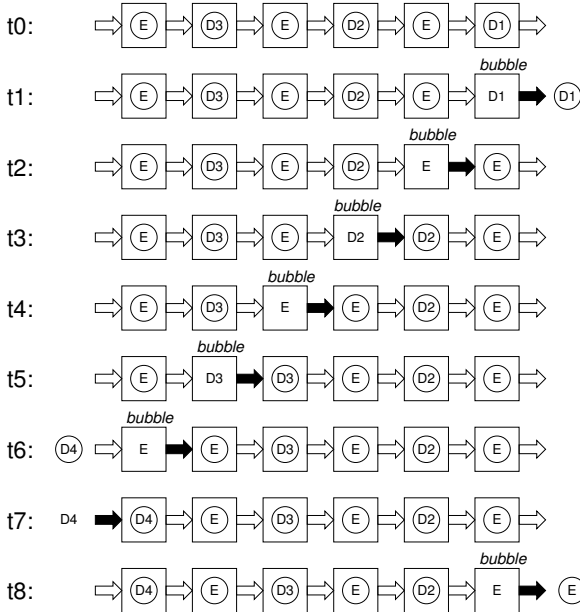 t0: E D3 E D2 E D1
bubble
t1: E D3 E D2 E D1 D1
bubble
t2: E D3 E D2 E E
bubble
t3: E D3 E D2 D2 E
bubble
t4: E D3 E E D2 E
bubble
t5: E D3 D3 E D2 E
bubble
t6: D4 E E D3 E D2 E
t7: D4 D4 E D3 E D2 E
bubble
t8: D4 E D3 E D2 E E